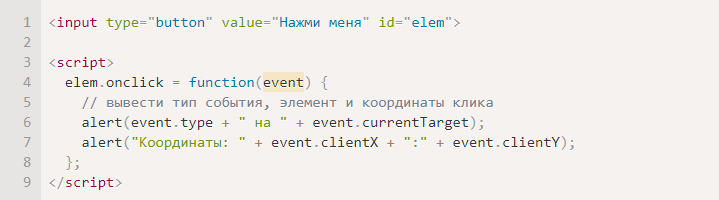 1 <input type="button" value="Нажми меня" id="elem">
2
3 <script>
4   elem.onclick = function(event) {
5     // вывести тип события, элемент и координаты клика
6     alert(event.type + " на " + event.currentTarget);
7     alert("Координаты: " + event.clientX + ":" + event.clientY);
8   };
9 </script>